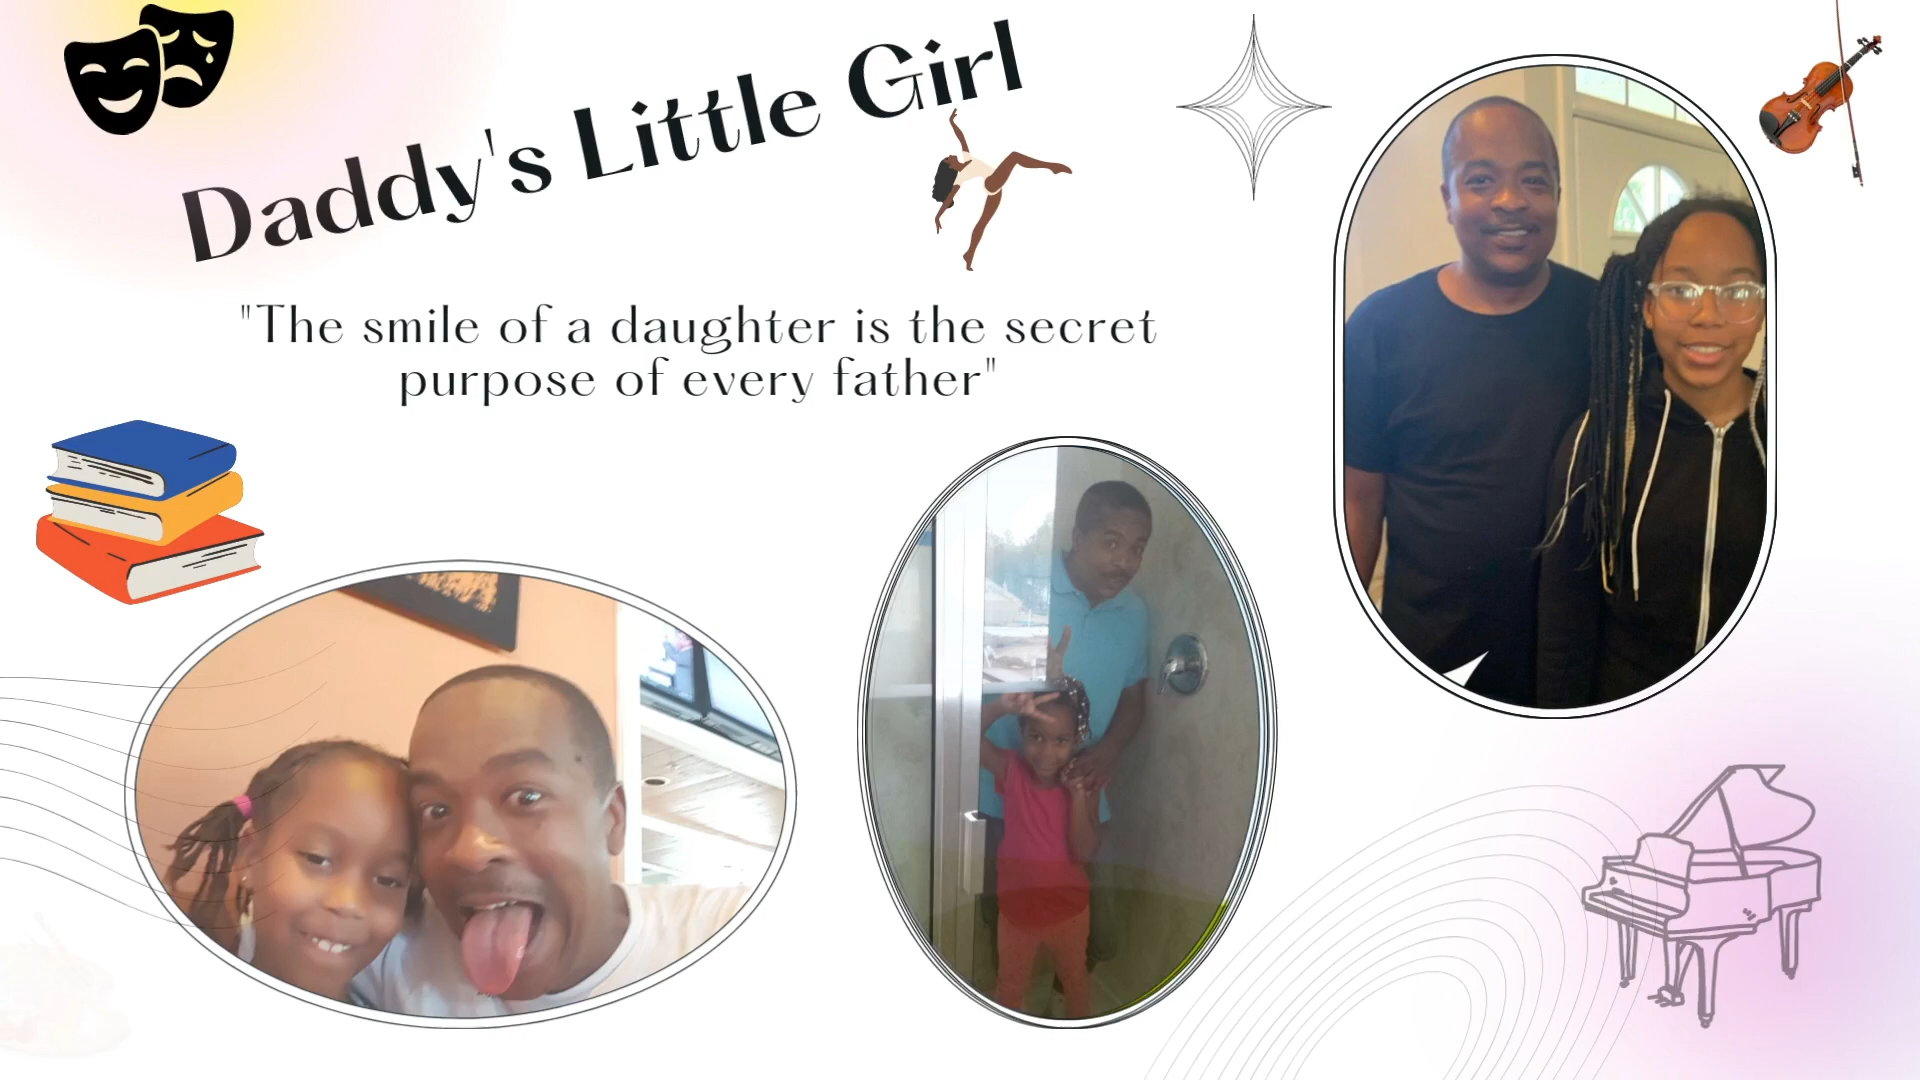 Daddy's Little Girl
"The smile of a daughter is the secret
purpose of every father"